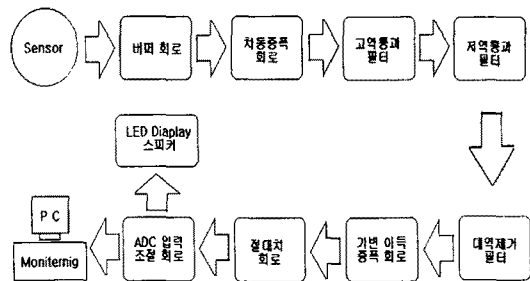 Sensor
버퍼 회로
차동증폭
회로
고역통과
필터
저역통과
필터
LED Diaplay
스피커
P C
Moniternig
ADC 입력
조절 회로
절대치
회로
가변 이득
증폭 회로
대역제거
필터